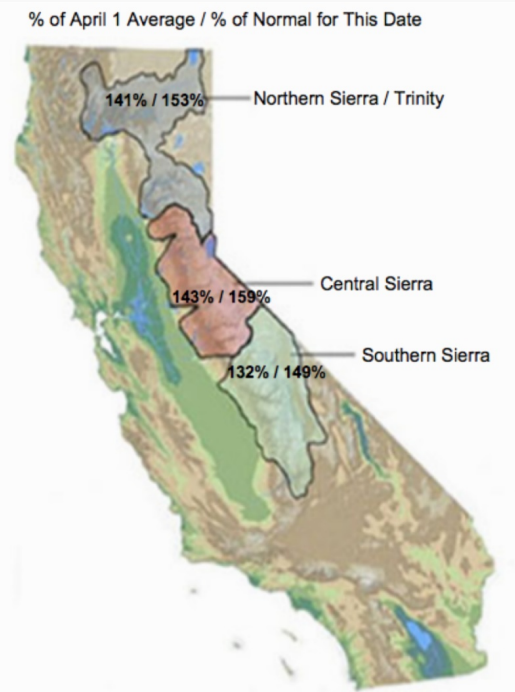 % of April 1 Average / % of Normal for This Date
141% / 153%
Northern Sierra / Trinity
143% / 159%
Central Sierra
132% / 149%
Southern Sierra